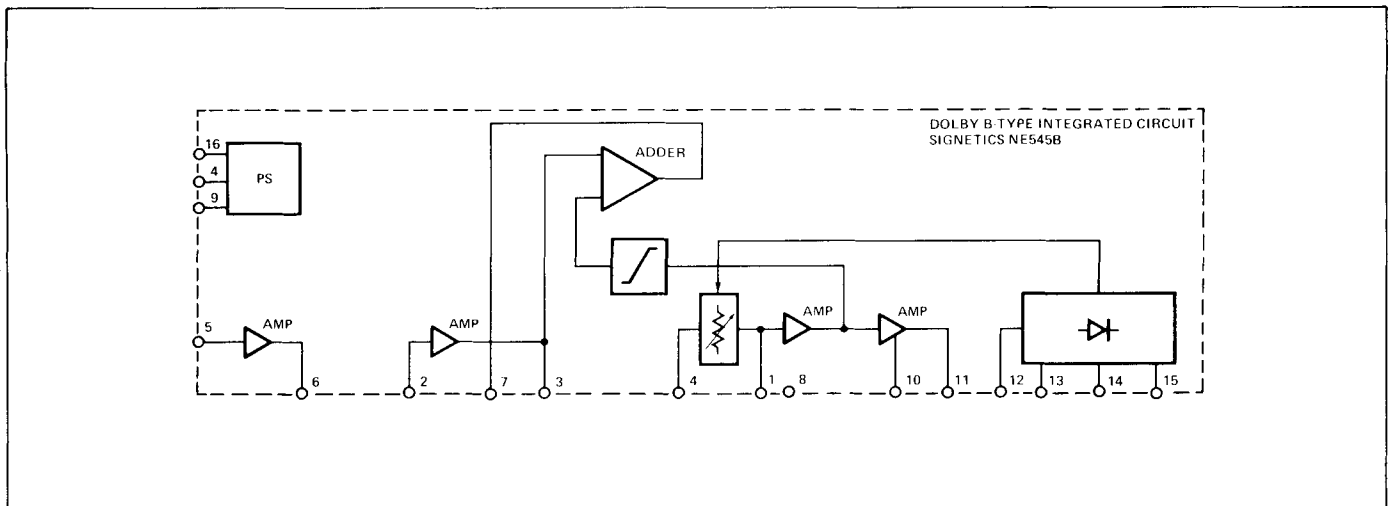 DOLBY B-TYPE INTEGRATED CIRCUIT
SIGNETICS NE545B
16
4
9
PS
ADDER
5
AMP
6
AMP
2
7
3
4
AMP
1
8
AMP
10
11
12
13
14
15